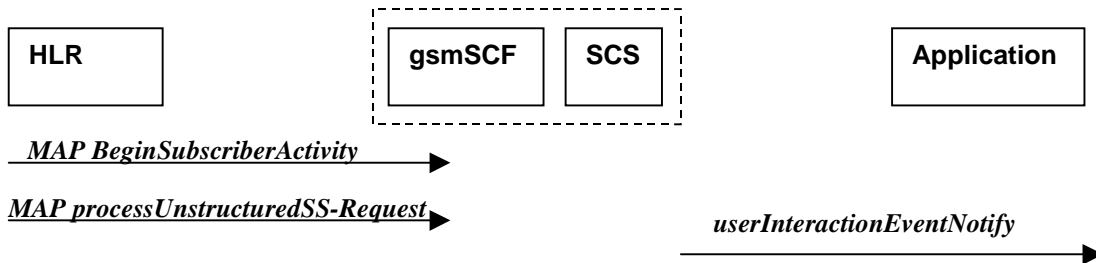 HLR
gsmSCF
SCS
Application
MAP BeginSubscriberActivity
MAP processUnstructuredSS-Request
userInteractionEventNotify